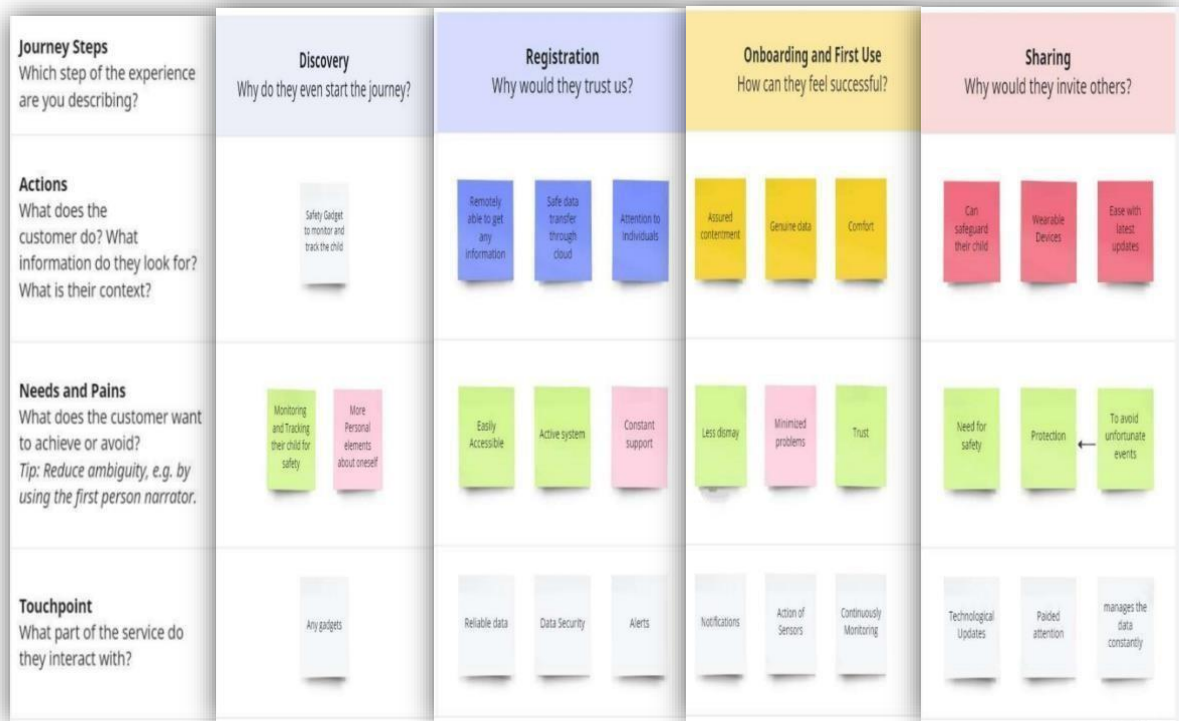 Journey Steps
Which step of the experience
are you describing?
Discovery
Why do they even start the journey?
Registration
Why would they trust us?
Onboarding and First Use
How can they feel successful?
Sharing
Why would they invite others?
Actions
What does the
customer do? What
information do they look for?
What is their context?
Safety Gadget
to monitor and
track the child
Remotely
able to get
any
information
Safe data
transfer
through
cloud
Attention to
Individuals
Assured
contentment
Genuine data
Comfort
Can
safeguard
their child
Wearable
Devices
Ease with
latest
updates
Needs and Pains
What does the customer want
to achieve or avoid?
Tip: Reduce ambiguity, e.g. by
using the first person narrator.
Monitoring
and Tracking
their child for
safety
More
Personal
elements
about oneself
Easily
Accessible
Active system
Constant
support
Less dismay
Minimized
problems
Trust
Need for
safety
Protection
To avoid
unfortunate
events
Touchpoint
What part of the service do
they interact with?
Any gadgets
Reliable data
Data Security
Alerts
Notifications
Action of
Sensors
Continuously
Monitoring
Technological
Updates
Paided
attention
manages the
data
constantly